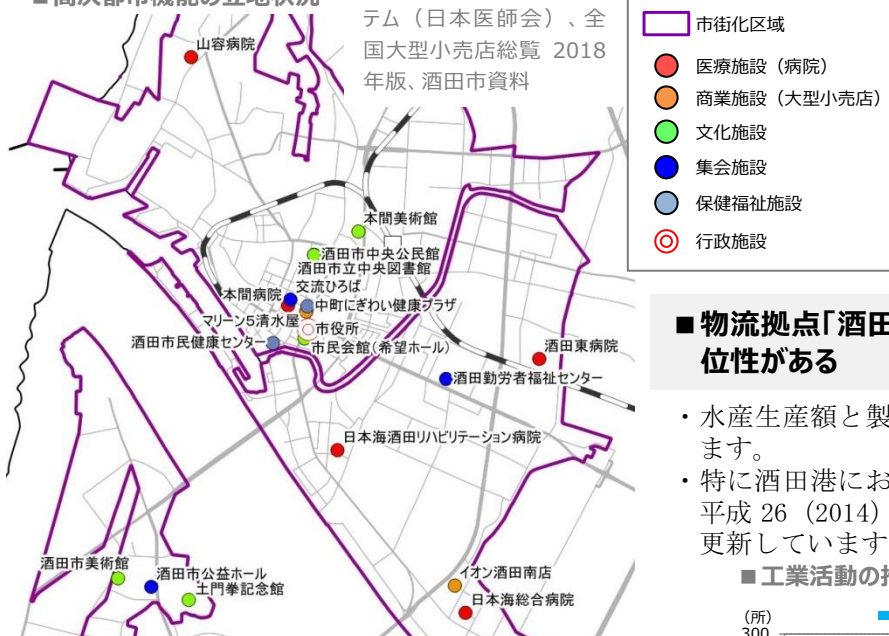 テム（日本医師会）、全
国大型小売店総覧 2018
年版、酒田市資料
市街化区域
医療施設（病院）
商業施設（大型小売店）
文化施設
集会施設
保健福祉施設
行政施設
山容病院
本間美術館
酒田市中央公民館
酒田市立中央図書館
交流ひろば
本間病院
中町にぎわい健康プラザ
マリーン5清水屋
市役所
酒田市民健康センター
市民会館(希望ホール)
酒田東病院
酒田勤労者福祉センター
日本海酒田リハビリテーション病院
酒田市美術館
酒田市公益ホール
土門拳記念館
イオン酒田南店
日本海総合病院
■物流拠点「酒田
位性がある
・水産生産額と製
ます。
・特に酒田港にお
平成 26（2014）
更新しています
■工業活動の推
(所)
300